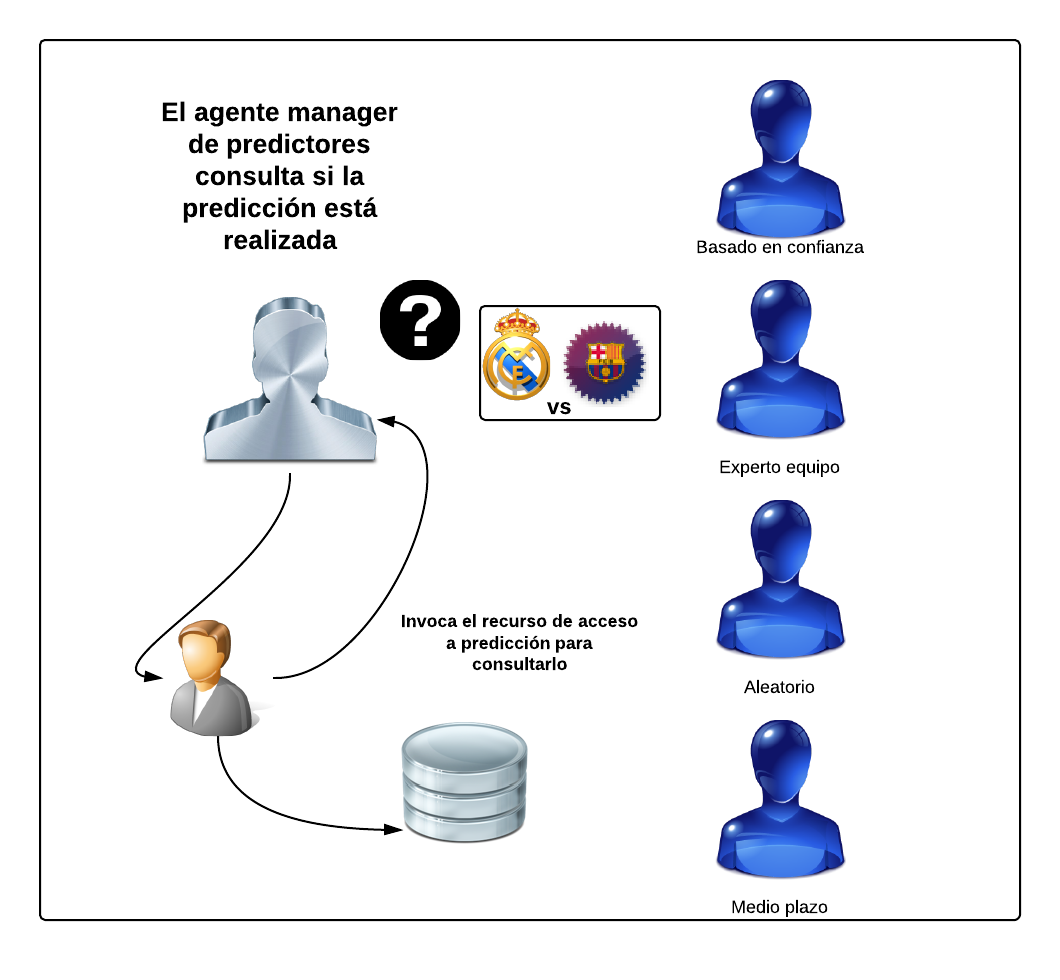 El agente manager
de predictores
consulta si la
predicción está
realizada
Basado en confianza
?
vs
Experto equipo
Invoca el recurso de acceso
a predicción para
consultarlo
Aleatorio
Medio plazo